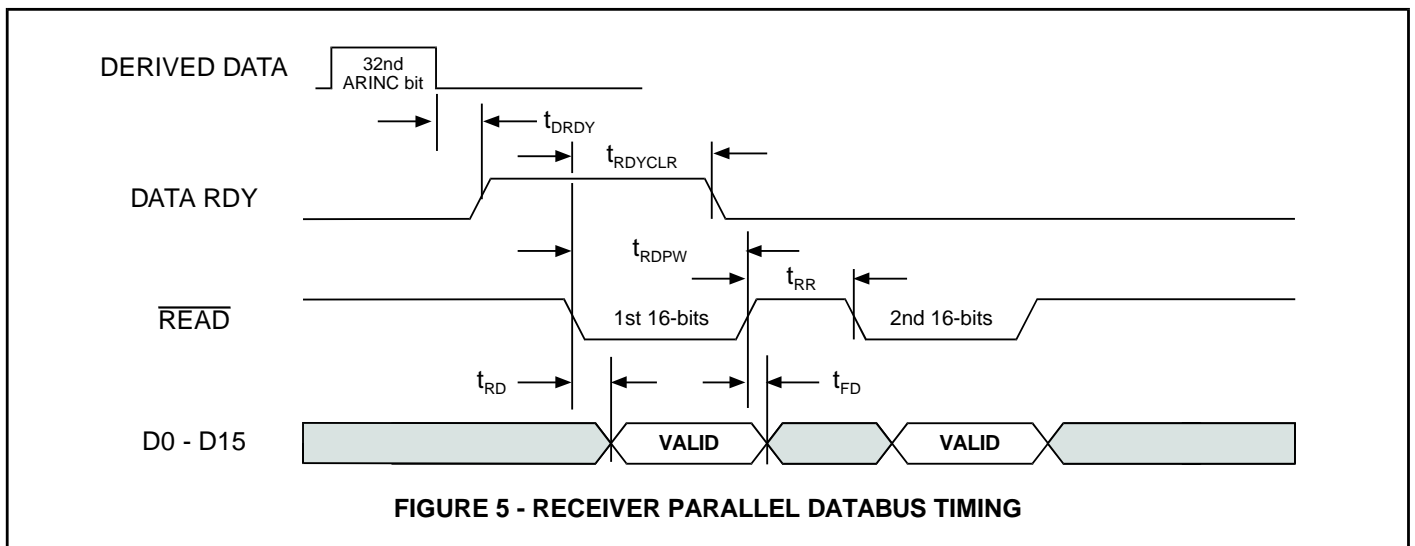 DERIVED DATA
32nd
ARINC bit
tDRDY
tRDYCLR
DATA RDY
tRDPW
tRR
READ
1st 16-bits
2nd 16-bits
tRD
tFD
D0 - D15
VALID
VALID
FIGURE 5 - RECEIVER PARALLEL DATABUS TIMING